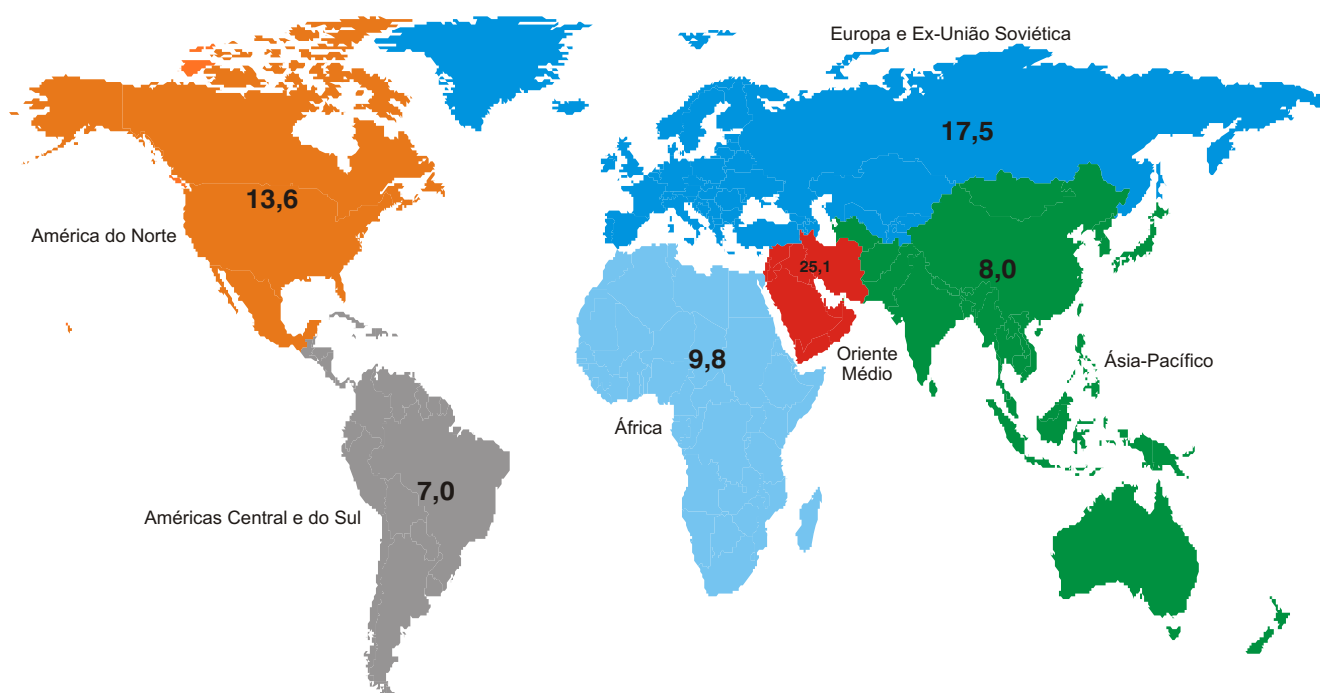 Europa e Ex-União Soviética
17,5
13,6
América do Norte
25,1
8,0
9,8
Oriente
Médio
Ásia-Pacífico
África
7,0
Américas Central e do Sul